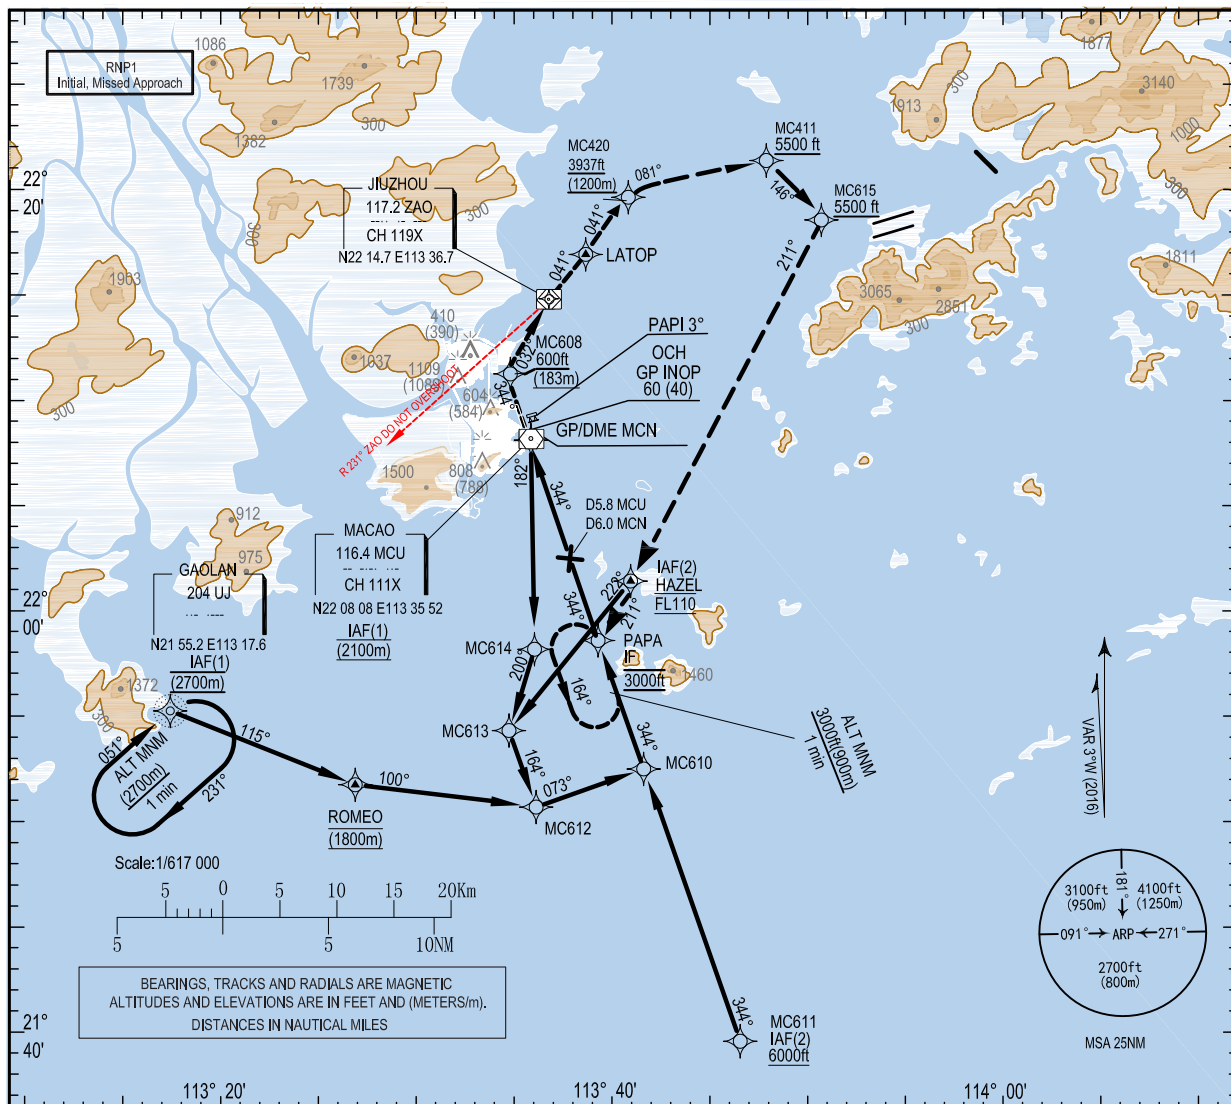 RNP1
Initial, Missed Approach
1086
1739
1382
300
1877
3140
1913
300
1000
300
MC411
5500 ft
MC420
3937ft
(1200m)
081°
146°
MC615
5500 ft
22°
20'
JIUZHOU
117.2 ZAO
CH 119X
N22 14.7 E113 36.7
300
300
041°
041°
LATOP
211°
1811
3065
2851
300
1903
410
(390)
PAPI 3°
OCH
GP INOP
60 (40)
MC608
600ft
(183m)
032°
1037
1109
(1089)
604
(584)
344°
300
R 231° ZAO DO NOT OVERSHOOT
GP/DME MCN
1500
808
(788)
182°
344°
D5.8 MCU
D6.0 MCN
912
975
MACAO
116.4 MCU
CH 111X
N22 08 08 E113 35 52
IAF(1)
(2100m)
GAOLAN
204 UJ
N21 55.2 E113 17.6
IAF(1)
(2700m)
IAF(2)
HAZEL
FL110
222°
211°
344°
22°
00'
PAPA
IF
3000ft
1460
MC614
200°
164°
1372
300
MC613
164°
344°
ALT MNM
3000ft(900m)
1 min
VAR 3°W (2016)
051°
ALT MNM
(2700m)
1 min
231°
115°
100°
073°
MC610
ROMEO
(1800m)
MC612
Scale:1/617 000
5 0 5 10 15 20Km
5 5 10NM
3100ft
(950m)
181°
4100ft
(1250m)
091° ARP 271°
2700ft
(800m)
MSA 25NM
BEARINGS, TRACKS AND RADIALS ARE MAGNETIC
ALTITUDES AND ELEVATIONS ARE IN FEET AND (METERS/m).
DISTANCES IN NAUTICAL MILES
344°
MC611
IAF(2)
6000ft
21°
40'
113° 20'
113° 40'
114° 00'